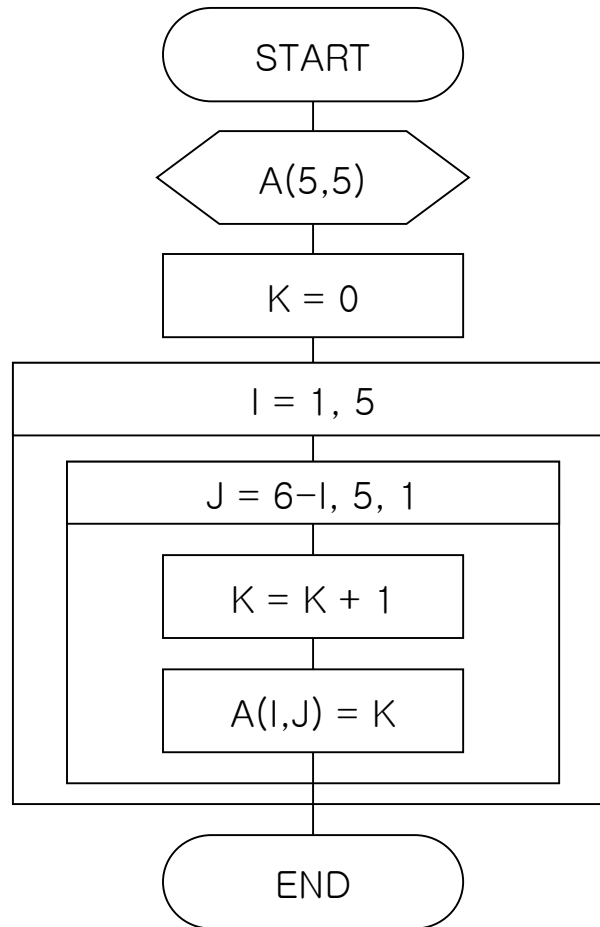 START
A(5,5)
K = 0
I = 1, 5
J = 6-I, 5, 1
K = K + 1
A(I,J) = K
END